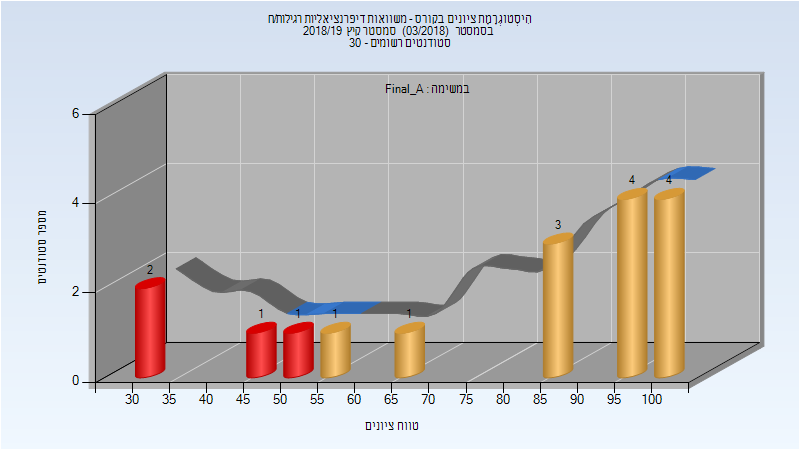 היסטוגרמת ציונים בקורס - משוואות דיפרנציאליות רגילות/ח
בסמסטר (03/2018) סמסטר קיץ 2018/19
סטודנטים רשומים - 30
במשימה : Final_A
מספר סטודנטים
6
4
2
0
2
1
1
1
1
3
4
4
30 35 40 45 50 55 60 65 70 75 80 85 90 95 100
טווח ציונים